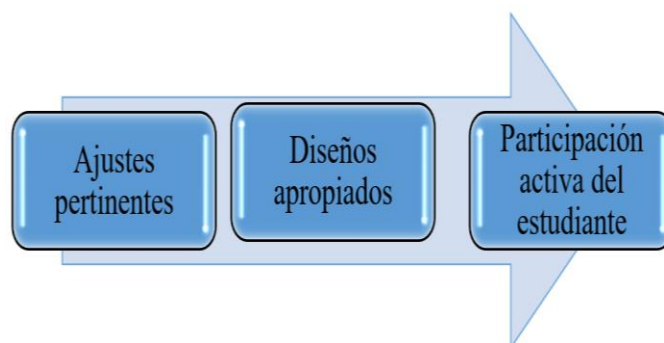 Ajustes
pertinentes
Diseños
apropiados
Participación
activa del
estudiante